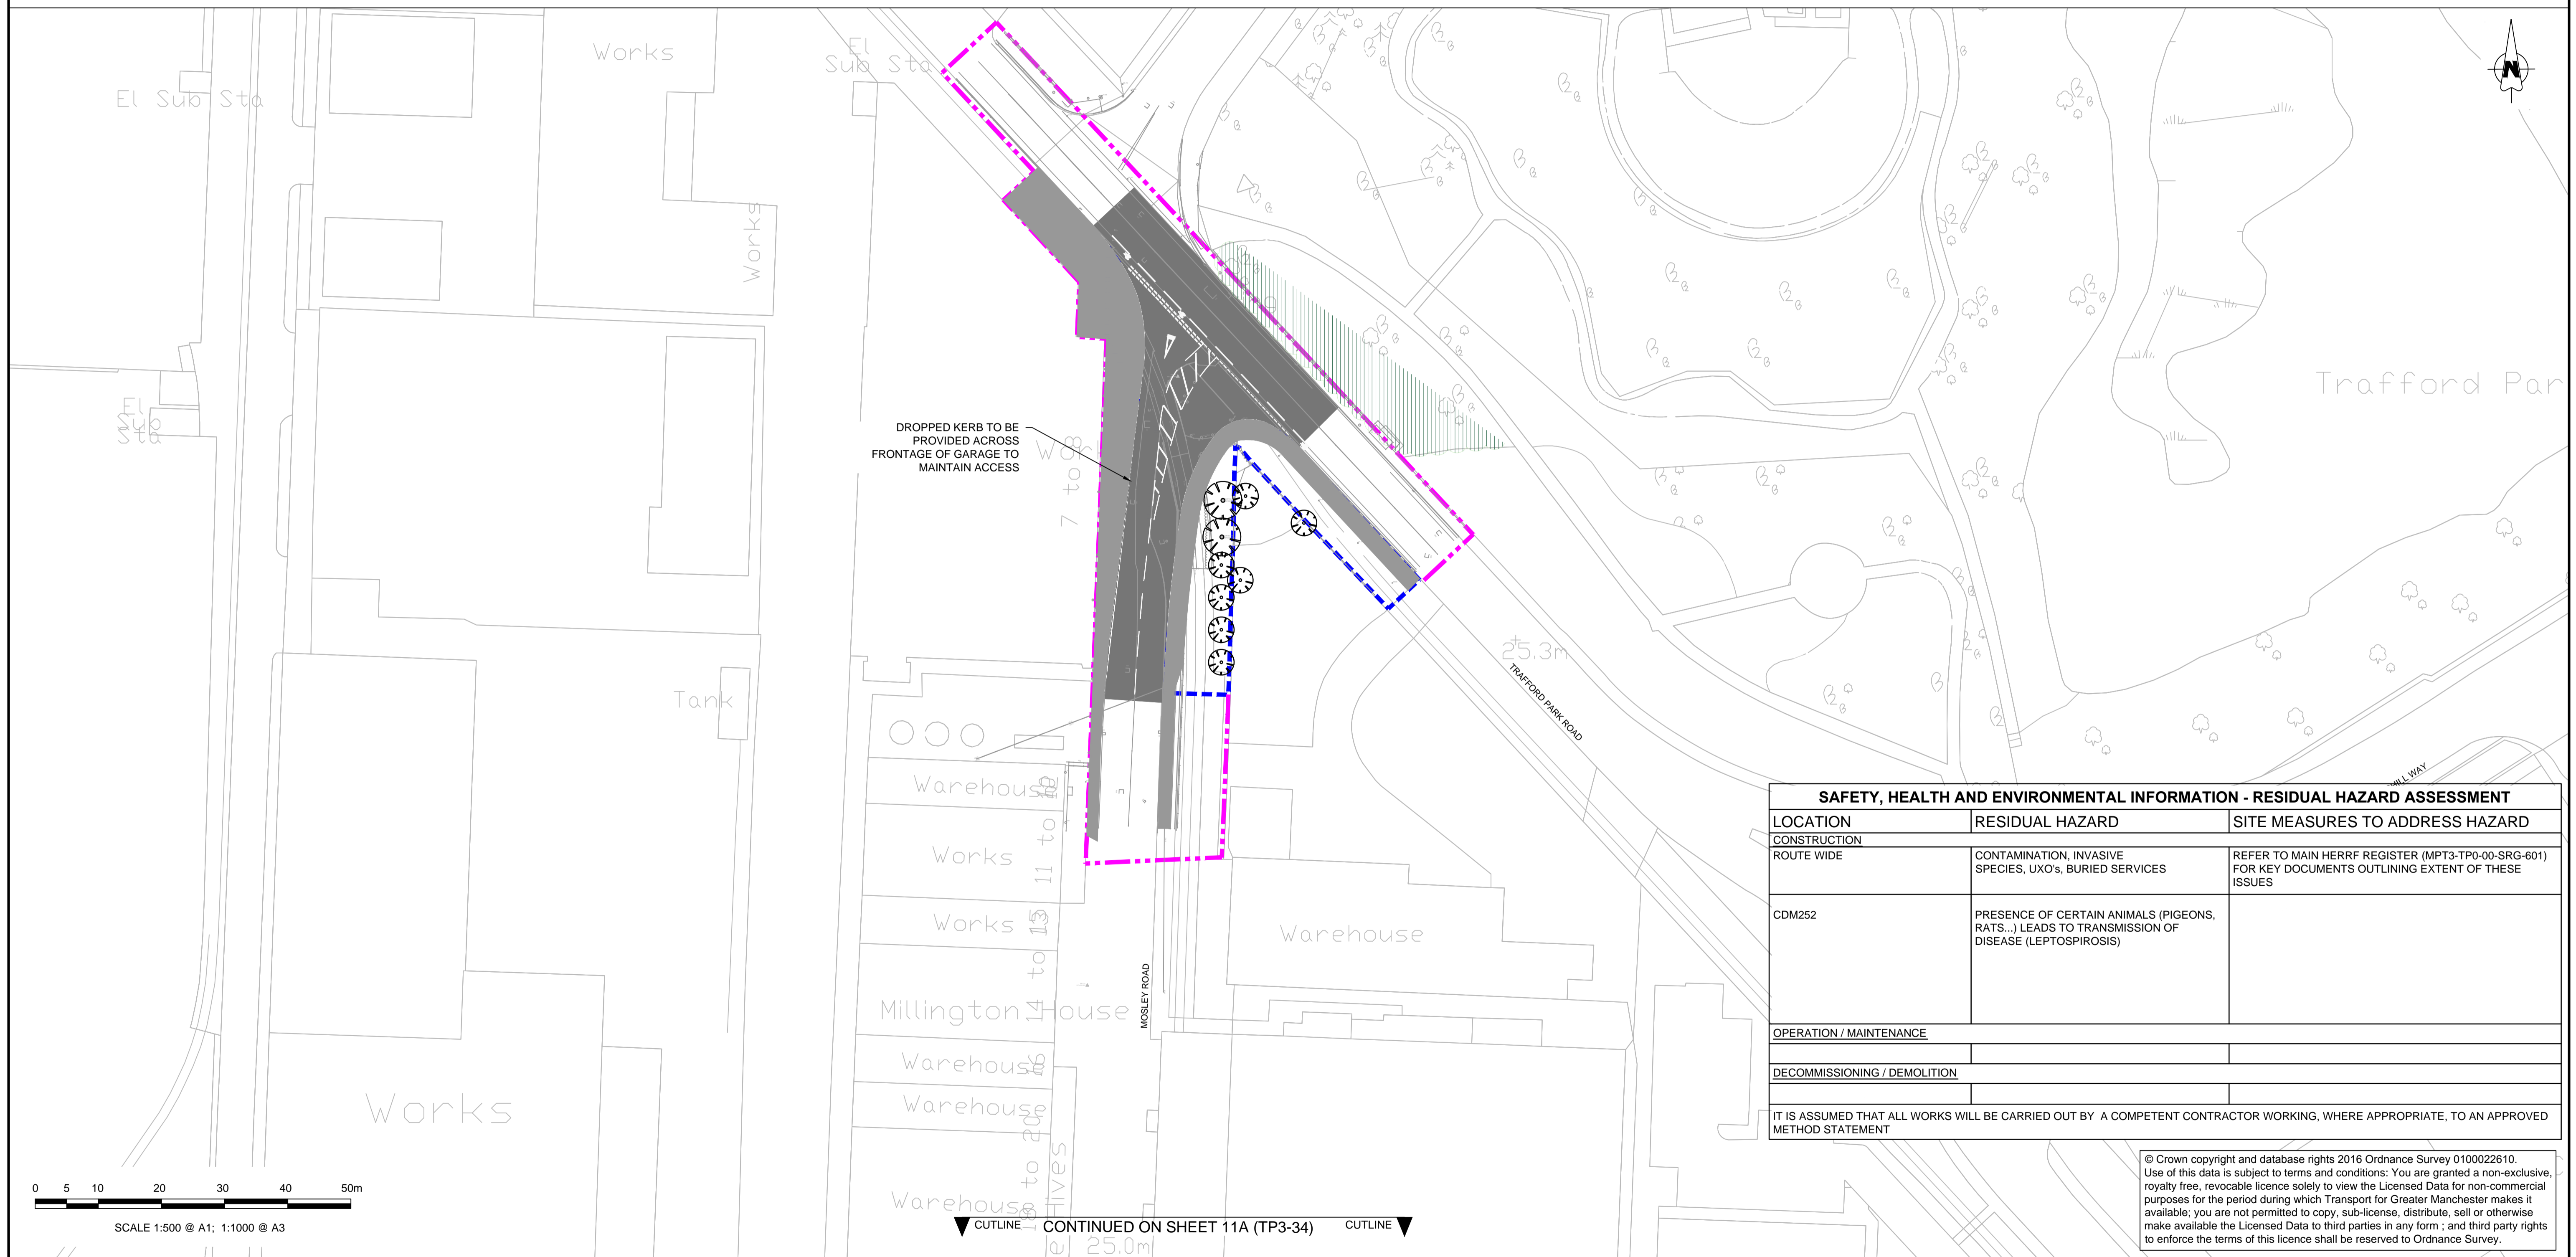 Works
El
Sub Sta
El Sub Sta
N
Works
Trafford Par
El
Sub
Sta
DROPPED KERB TO BE
PROVIDED ACROSS
FRONTAGE OF GARAGE TO
MAINTAIN ACCESS
7 to 8
25.3m
TRAFFORD PARK ROAD
Tank
Warehouse
Works
Works
Warehouse
Millington House
MOSLEY ROAD
Warehouse
Warehouse
Works
Warehouse
14 to 16
18 to 20
25.0m
SAFETY, HEALTH AND ENVIRONMENTAL INFORMATION - RESIDUAL HAZARD ASSESSMENT
LOCATION RESIDUAL HAZARD SITE MEASURES TO ADDRESS HAZARD
CONSTRUCTION
ROUTE WIDE
CONTAMINATION, INVASIVE
SPECIES, UXO's, BURIED SERVICES
REFER TO MAIN HERRF REGISTER (MPT3-TP0-00-SRG-601)
FOR KEY DOCUMENTS OUTLINING EXTENT OF THESE
ISSUES
CDM252
PRESENCE OF CERTAIN ANIMALS (PIGEONS,
RATS...) LEADS TO TRANSMISSION OF
DISEASE (LEPTOSPIROSIS)
OPERATION / MAINTENANCE
DECOMMISSIONING / DEMOLITION
IT IS ASSUMED THAT ALL WORKS WILL BE CARRIED OUT BY A COMPETENT CONTRACTOR WORKING, WHERE APPROPRIATE, TO AN APPROVED
METHOD STATEMENT
© Crown copyright and database rights 2016 Ordnance Survey 0100022610.
Use of this data is subject to terms and conditions: You are granted a non-exclusive,
royalty free, revocable licence solely to view the Licensed Data for non-commercial
purposes for the period during which Transport for Greater Manchester makes it
available; you are not permitted to copy, sub-license, distribute, sell or otherwise
make available the Licensed Data to third parties in any form ; and third party rights
to enforce the terms of this licence shall be reserved to Ordnance Survey.
0 5 10 20 30 40 50m
SCALE 1:500 @ A1; 1:1000 @ A3
CUTLINE CONTINUED ON SHEET 11A (TP3-34) CUTLINE